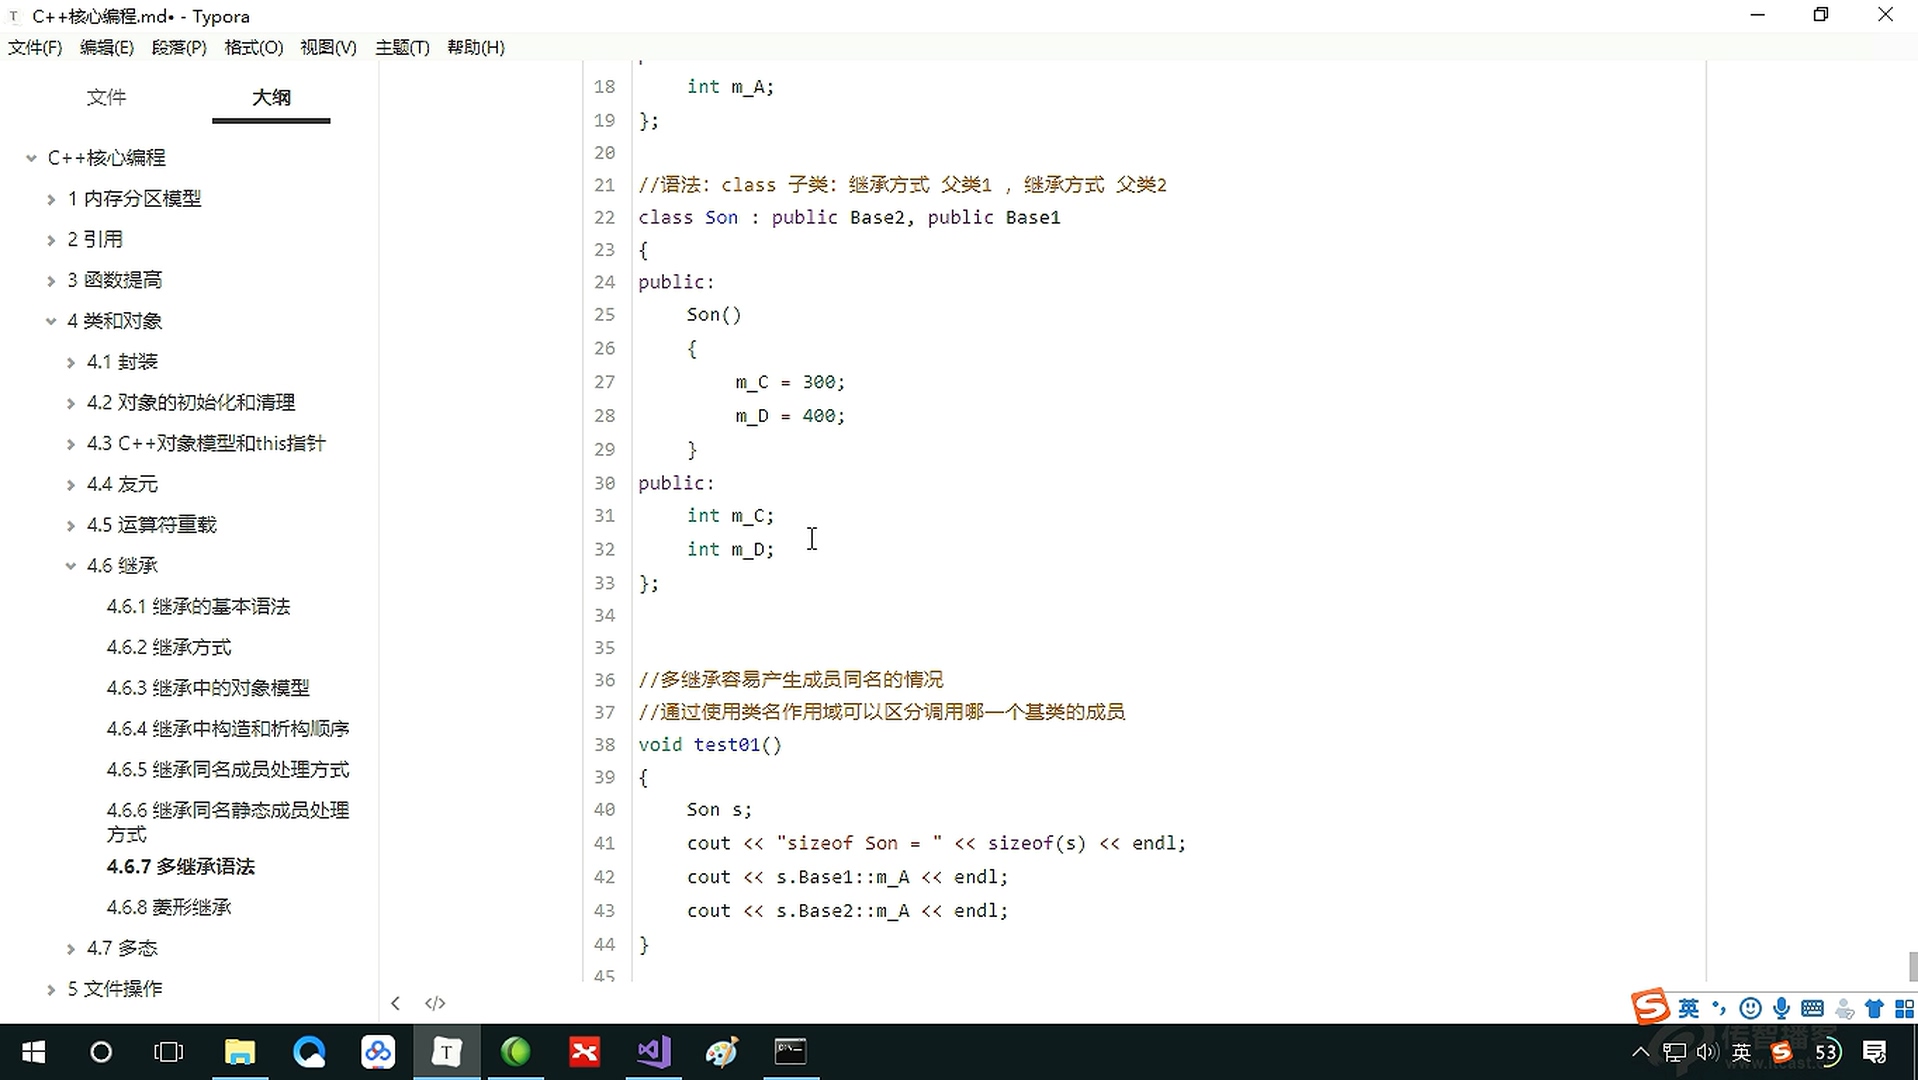 C++核心编程.md• - Typora
文件(F) 编辑(E) 段落(P) 格式(O) 视图(V) 主题(T) 帮助(H)
文件 大纲
C++核心编程
1 内存分区模型
2 引用
3 函数提高
4 类和对象
4.1 封装
4.2 对象的初始化和清理
4.3 C++对象模型和this指针
4.4 友元
4.5 运算符重载
4.6 继承
4.6.1 继承的基本语法
4.6.2 继承方式
4.6.3 继承中的对象模型
4.6.4 继承中构造和析构顺序
4.6.5 继承同名成员处理方式
4.6.6 继承同名静态成员处理
方式
4.6.7 多继承语法
4.6.8 菱形继承
4.7 多态
5 文件操作
18 int m_A;
19 };
20
21 //语法：class 子类：继承方式 父类1 ，继承方式 父类2
22 class Son : public Base2, public Base1
23 {
24 public:
25 Son()
26 {
27 m_C = 300;
28 m_D = 400;
29 }
30 public:
31 int m_C;
32 int m_D;
33 };
34
35
36 //多继承容易产生成员同名的情况
37 //通过使用类名作用域可以区分调用哪一个基类的成员
38 void test01()
39 {
40 Son s;
41 cout << "sizeof Son = " << sizeof(s) << endl;
42 cout << s.Base1::m_A << endl;
43 cout << s.Base2::m_A << endl;
44 }
45
</>
英
英 53
传智播客